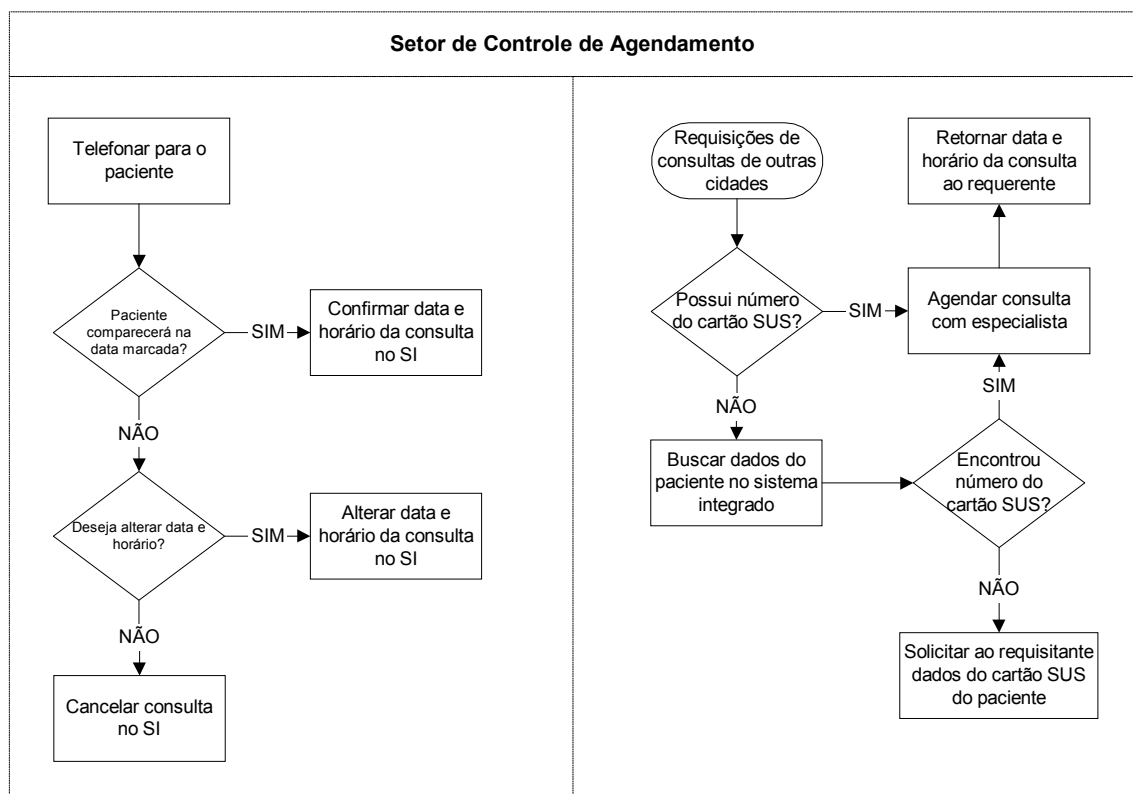 Setor de Controle de Agendamento
Telefonar para o
paciente
Paciente
comparecerá na
data marcada?
SIM
Confirmar data e
horário da consulta
no SI
NÃO
Deseja alterar data e
horário?
SIM
Alterar data e
horário da consulta
no SI
NÃO
Cancelar consulta
no SI
Requisições de
consultas de outras
cidades
Retornar data e
horário da consulta
ao requerente
Possui número
do cartão SUS?
SIM
Agendar consulta
com especialista
SIM
NÃO
Buscar dados do
paciente no sistema
integrado
Encontrou
número do
cartão SUS?
NÃO
Solicitar ao requisitante
dados do cartão SUS
do paciente